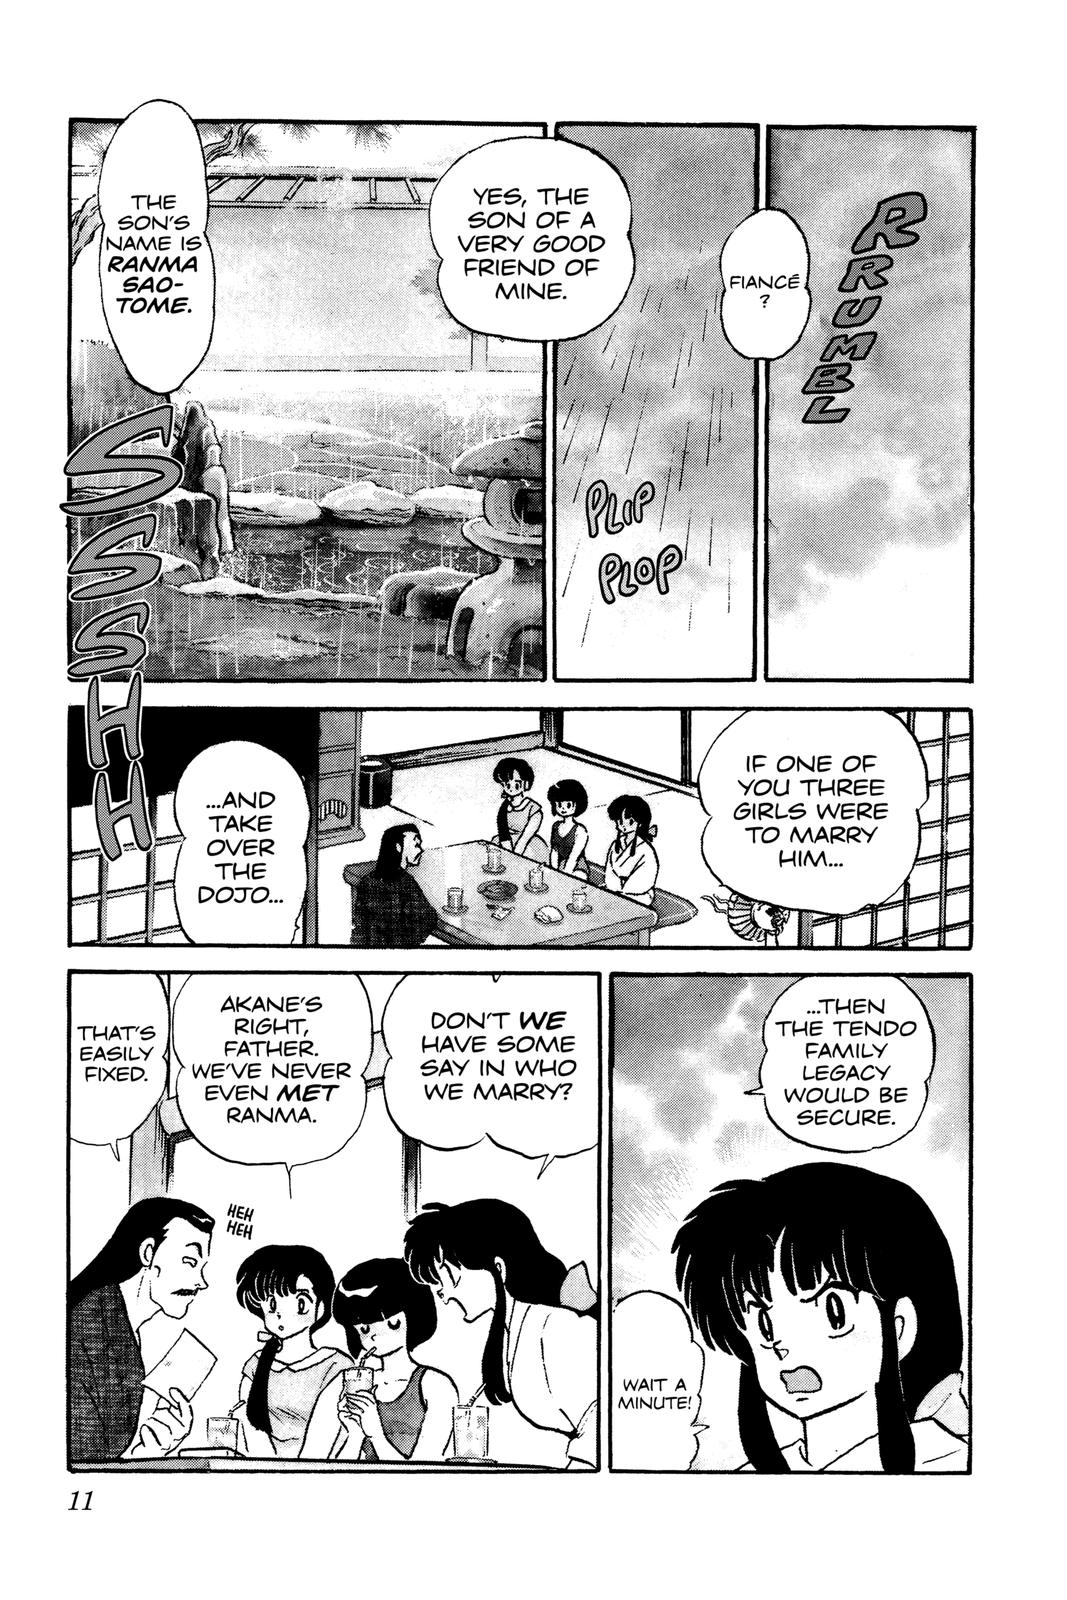 RRUMBL
FIANCÉ
?
PLIP
PLOP
YES, THE
SON OF A
VERY GOOD
FRIEND OF
MINE.
THE
SON'S
NAME IS
RANMA
SAO-
TOME.
SSSSHHH
IF ONE OF
YOU THREE
GIRLS WERE
TO MARRY
HIM...
...AND
TAKE
OVER
THE
DOJO...
...THEN
THE TENDO
FAMILY
LEGACY
WOULD BE
SECURE.
WAIT A
MINUTE!
DON'T WE
HAVE SOME
SAY IN WHO
WE MARRY?
AKANE'S
RIGHT,
FATHER.
WE'VE NEVER
EVEN MET
RANMA.
THAT'S
EASILY
FIXED.
HEH
HEH
11